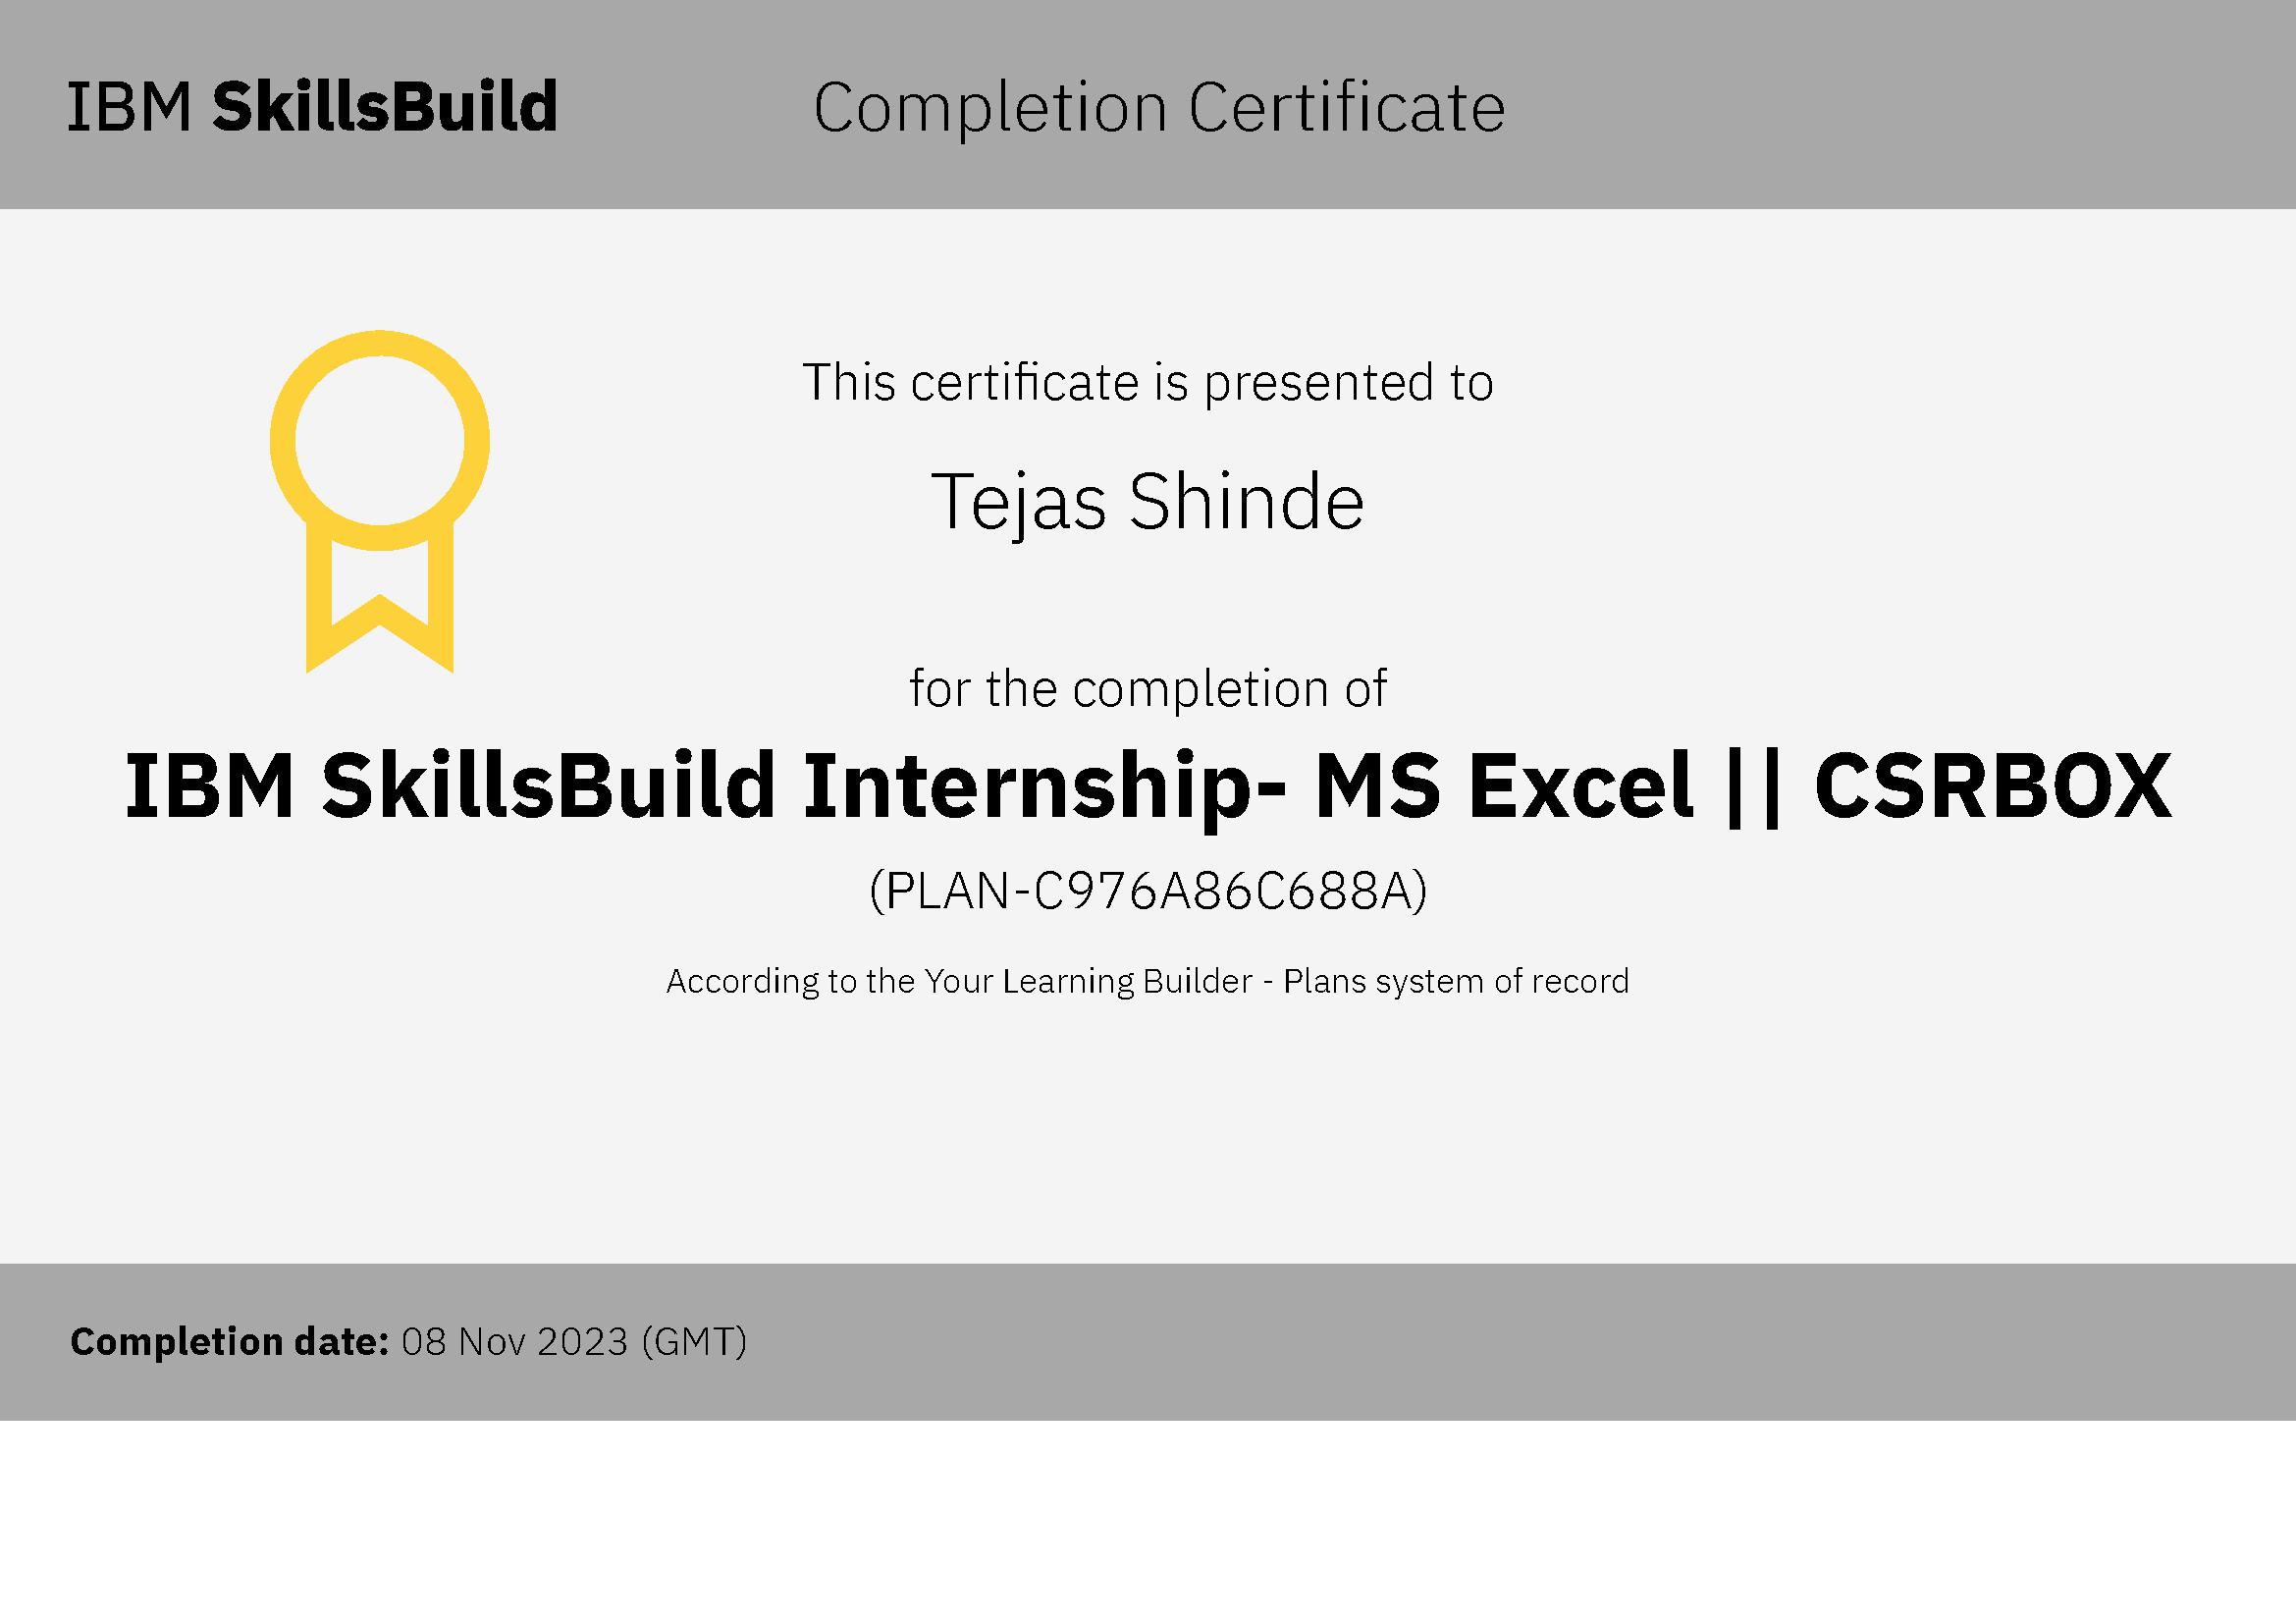 IBM SkillsBuild
Completion Certificate
This certificate is presented to
Tejas Shinde
for the completion of
IBM SkillsBuild Internship- MS Excel || CSRBOX
(PLAN-C976A86C688A)
According to the Your Learning Builder - Plans system of record
Completion date: 08 Nov 2023 (GMT)